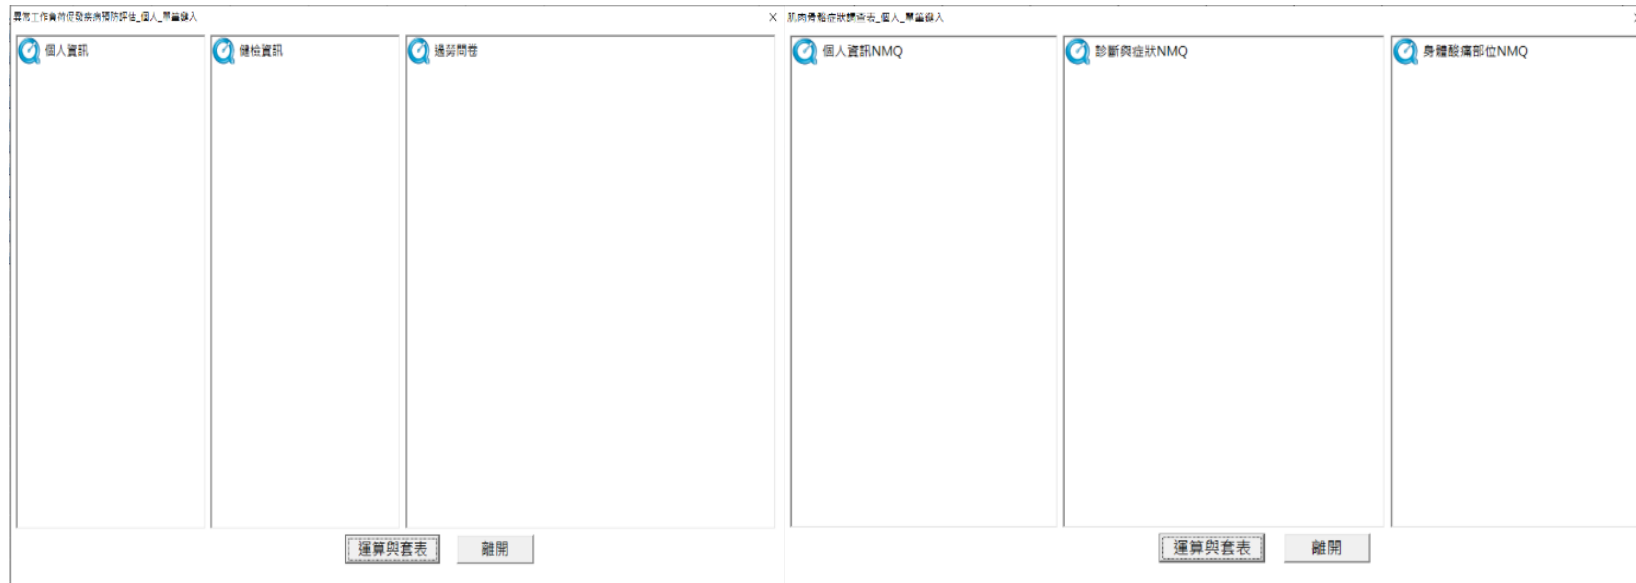 異常工作負荷促發疾病預防評估_個人_單筆鍵入
X
個人資訊
健檢資訊
過勞問卷
運算與套表
離開
肌肉骨骼症狀調查表_個人_單筆鍵入
個人資訊NMQ
診斷與症狀NMQ
身體酸痛部位NMQ
運算與套表
離開